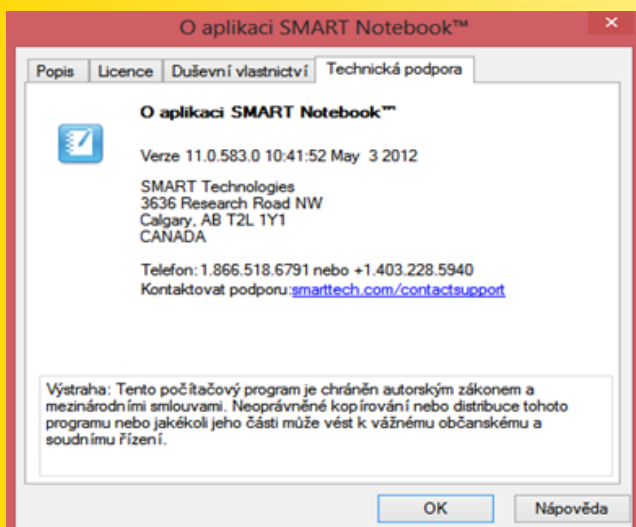 O aplikaci SMART Notebook™
Popis
Licence
Duševní vlastnictví
Technická podpora
O aplikaci SMART Notebook™
Verze 11.0.583.0 10:41:52 May 3 2012
SMART Technologies
3636 Research Road NW
Calgary, AB T2L 1Y1
CANADA
Telefon: 1.866.518.6791 nebo +1.403.228.5940
Kontaktovat podporu:smarttech.com/contactsupport
Výstraha: Tento počítačový program je chráněn autorským zákonem a
mezinárodními smlouvami. Neoprávněné kopírování nebo distribuce tohoto
programu nebo jakékoli jeho části může vést k vážnému občanskému a
soudnímu řízení.
OK
Nápověda